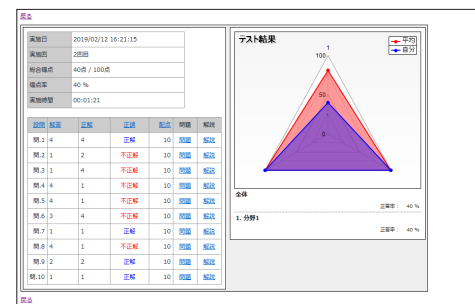 戻る
実施日 2019/02/12 16:21:15
実施回 2回目
総合得点 40点 / 100点
得点率 40 %
実施時間 00:01:21
設問 解答 正解 正誤 配点 問題 解説
問.1 4 4 正解 10 問題 解説
問.2 1 2 不正解 10 問題 解説
問.3 1 4 不正解 10 問題 解説
問.4 4 1 不正解 10 問題 解説
問.5 4 1 不正解 10 問題 解説
問.6 3 4 不正解 10 問題 解説
問.7 1 1 正解 10 問題 解説
問.8 4 1 不正解 10 問題 解説
問.9 2 2 正解 10 問題 解説
問.10 1 1 正解 10 問題 解説
テスト結果
平均
自分
1
100
50
0
全体
正答率: 40 %
1. 分野1
正答率: 40 %
戻る